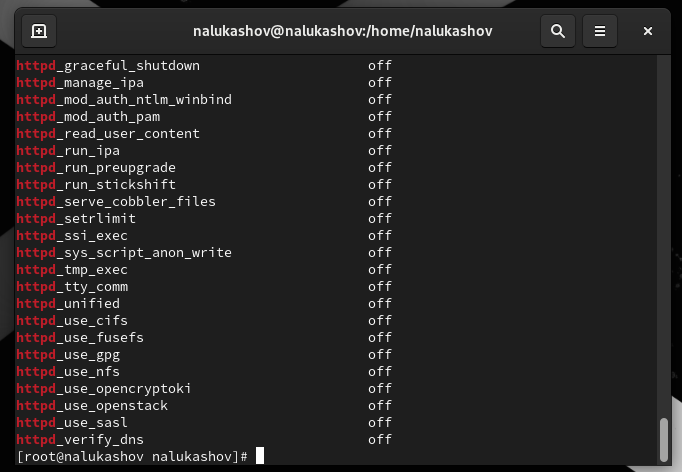 nalukashov@nalukashov:/home/nalukashov
httpd_graceful_shutdown off
httpd_manage_ipa off
httpd_mod_auth_ntlm_winbind off
httpd_mod_auth_pam off
httpd_read_user_content off
httpd_run_ipa off
httpd_run_preupgrade off
httpd_run_stickshift off
httpd_serve_cobbler_files off
httpd_setrlimit off
httpd_ssi_exec off
httpd_sys_script_anon_write off
httpd_tmp_exec off
httpd_tty_comm off
httpd_unified off
httpd_use_cifs off
httpd_use_fusefs off
httpd_use_gpg off
httpd_use_nfs off
httpd_use_opencryptoki off
httpd_use_openstack off
httpd_use_sasl off
httpd_verify_dns off
[root@nalukashov nalukashov]#